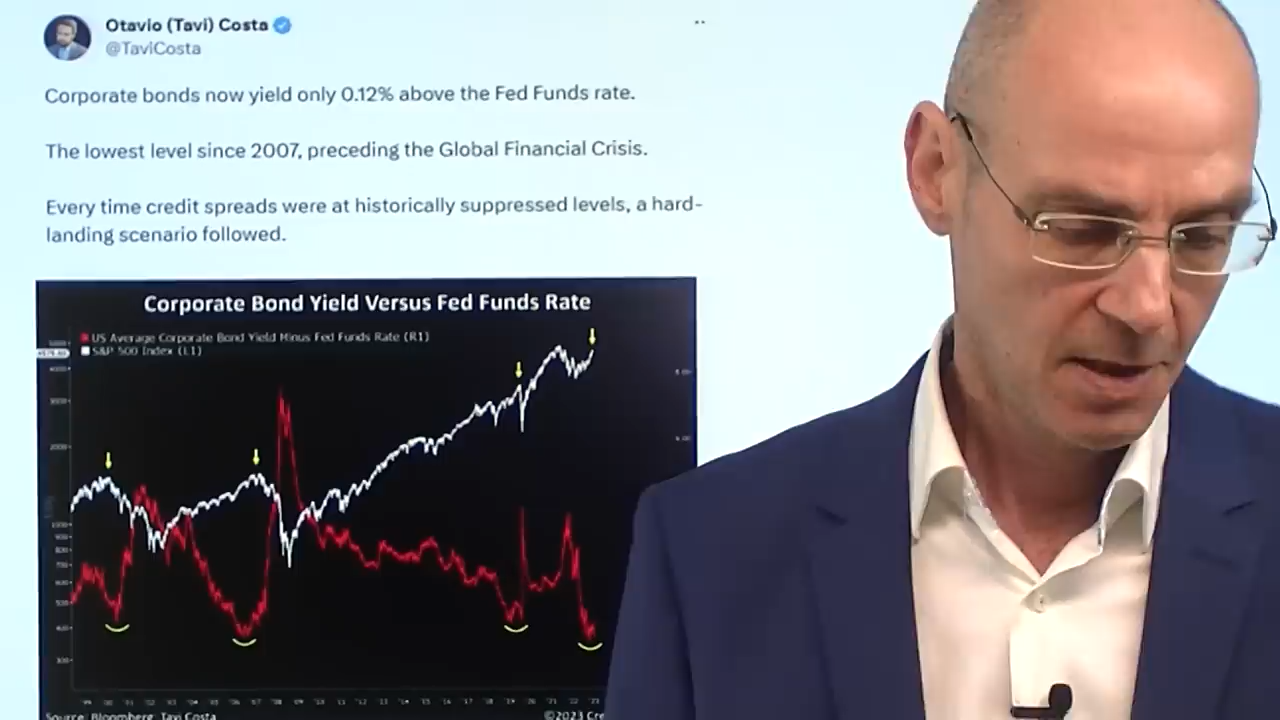 Otavio (Tavi) Costa
@TaviCosta
Corporate bonds now yield only 0.12% above the Fed Funds rate.
The lowest level since 2007, preceding the Global Financial Crisis.
Every time credit spreads were at historically suppressed levels, a hard-
landing scenario followed.
Corporate Bond Yield Versus Fed Funds Rate
US Average Corporate Bond Yield Minus Fed Funds Rate (R1)
S&P 500 Index (L1)
Source: Bloomberg, Tavi Costa
©2023 Cre